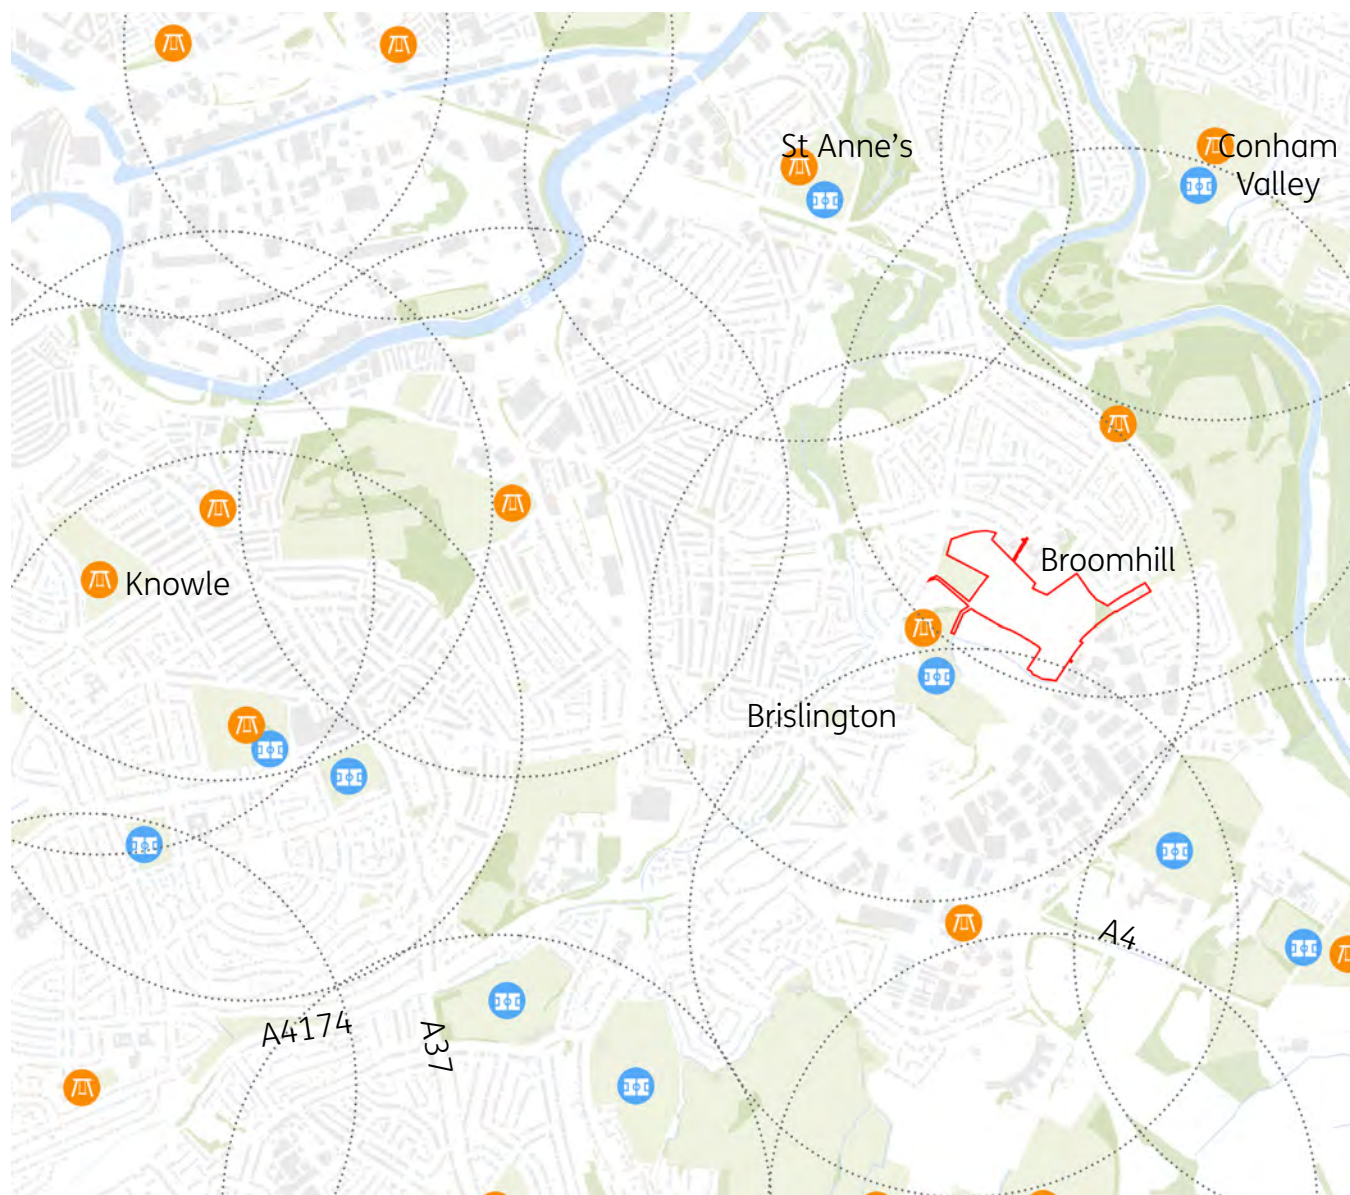 St Anne’s
Conham
Valley
Broomhill
Knowle
Brislington
A4
A4174
A37